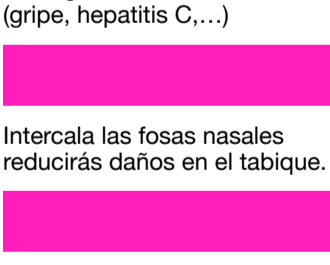 (gripe, hepatitis C,...)
Intercala las fosas nasales
reducirás daños en el tabique.